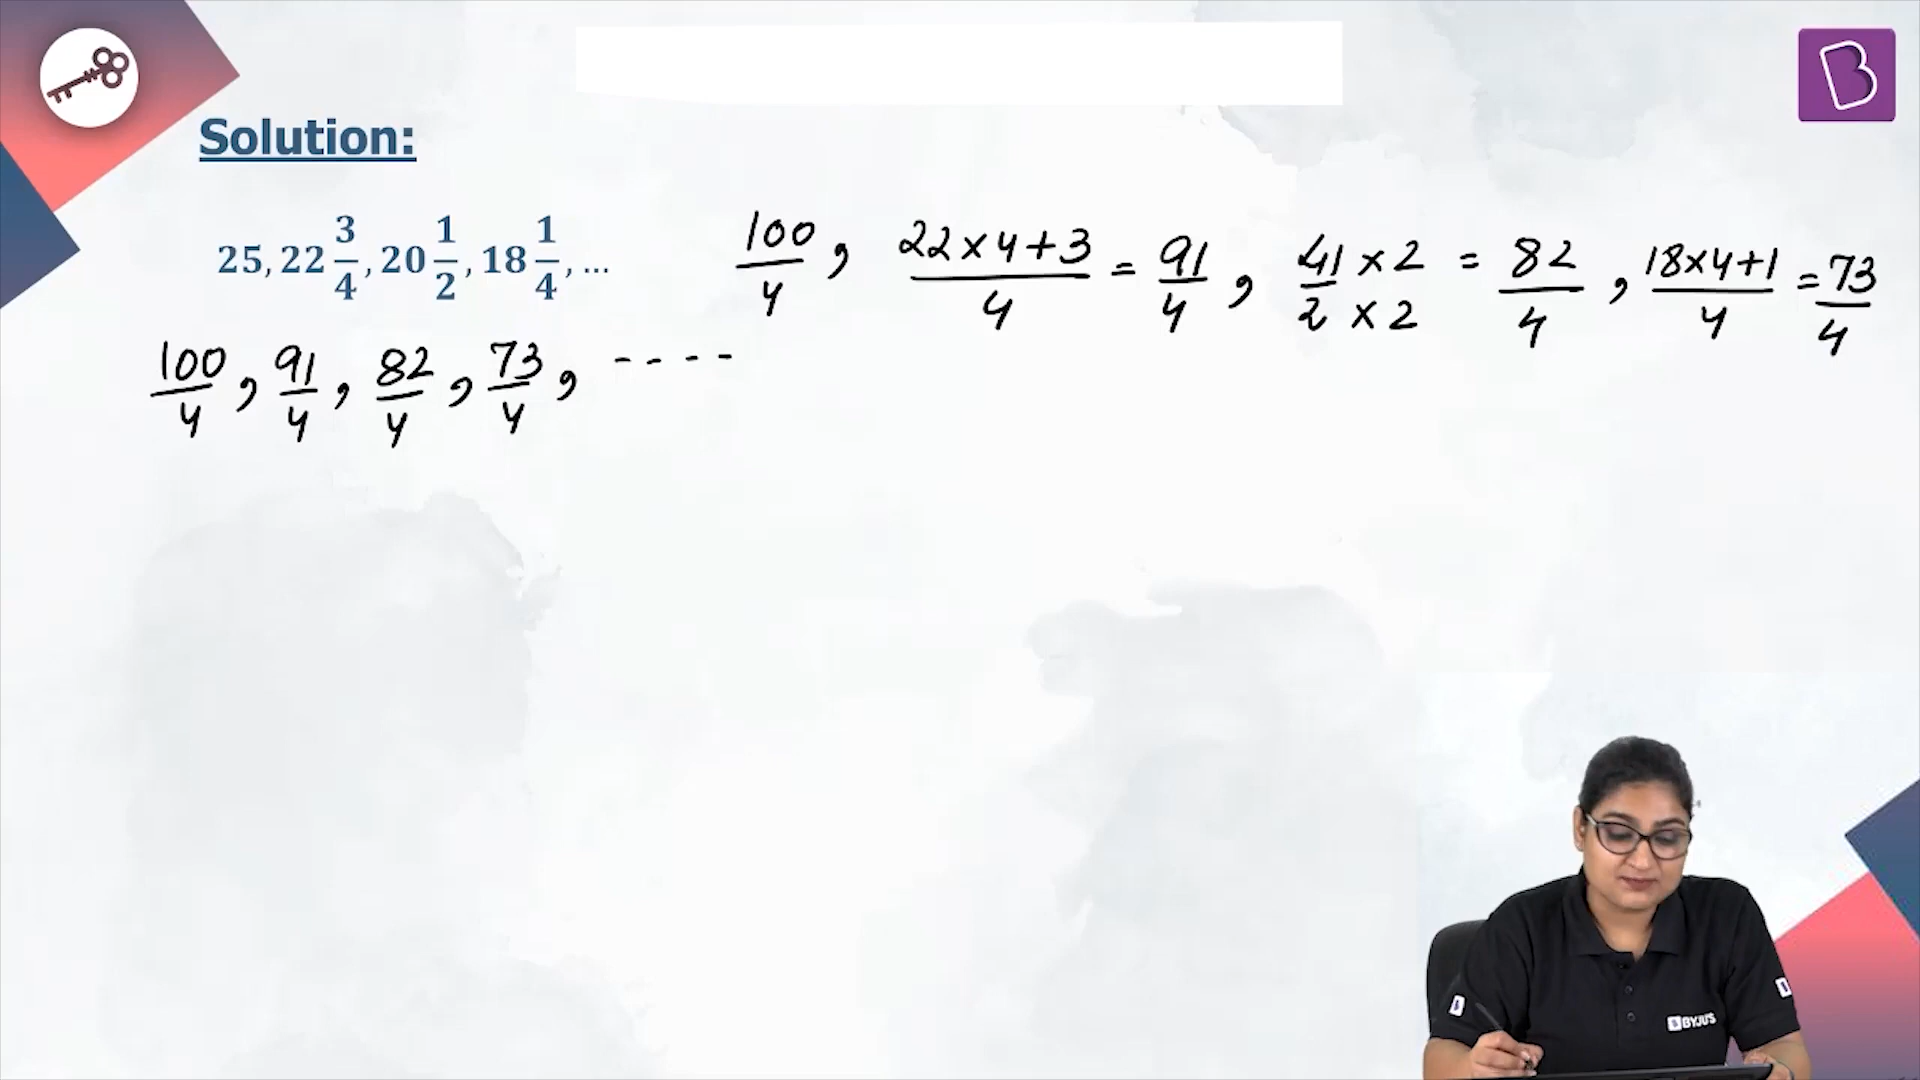 Solution:
25, 22 3/4, 20 1/2, 18 1/4, ...
100/4, (22×4+3)/4 = 91/4, (41×2)/(2×2) = 82/4, (18×4+1)/4 = 73/4
100/4, 91/4, 82/4, 73/4, ----
B
BYJU'S